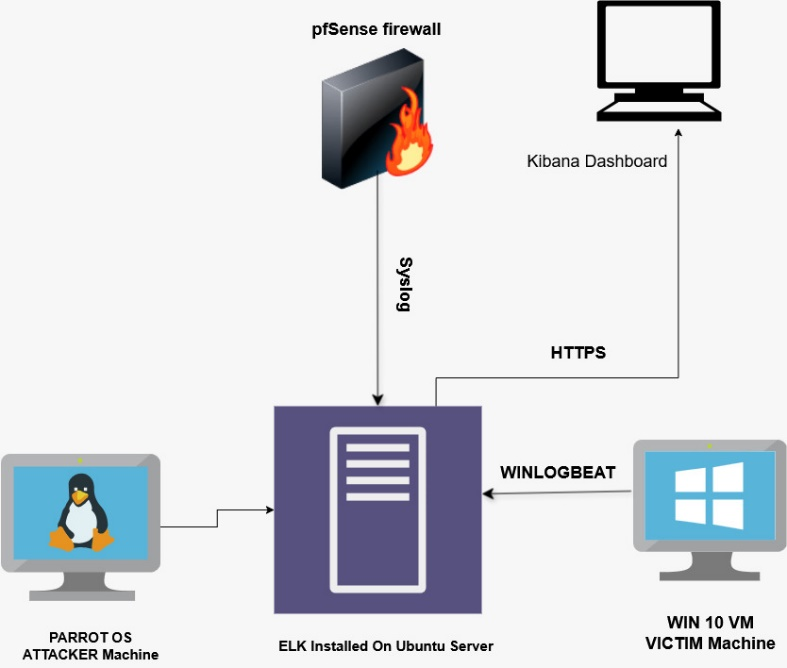 pfSense firewall
Kibana Dashboard
Syslog
HTTPS
WINLOGBEAT
PARROT OS
ATTACKER Machine
ELK Installed On Ubuntu Server
WIN 10 VM
VICTIM Machine